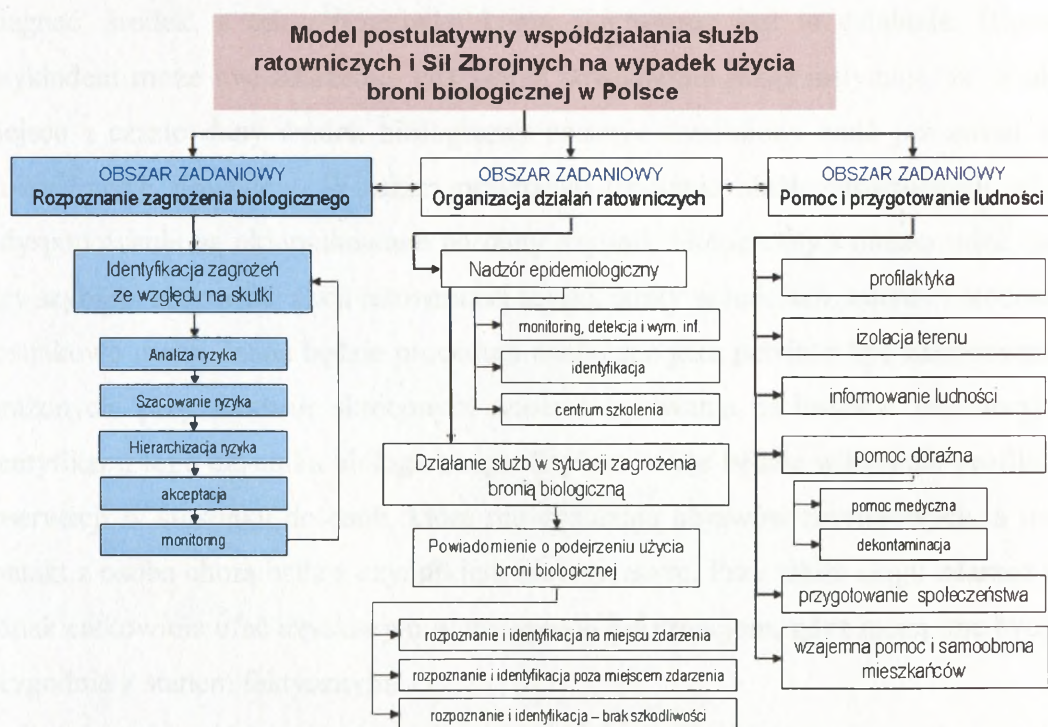 Model postulatywny współdziałania służb
ratowniczych i Sił Zbrojnych na wypadek użycia
broni biologicznej w Polsce
OBSZAR ZADANIOWY
Rozpoznanie zagrożenia biologicznego
Identyfikacja zagrożeń
ze względu na skutki
Analiza ryzyka
Szacowanie ryzyka
Hierarchizacja ryzyka
akceptacja
monitoring
OBSZAR ZADANIOWY
Organizacja działań ratowniczych
Nadzór epidemiologiczny
monitoring, detekcja i wym. inf.
identyfikacja
centrum szkolenia
Działanie służb w sytuacji zagrożenia
bronią biologiczną
Powiadomienie o podejrzeniu użycia
broni biologicznej
rozpoznanie i identyfikacja na miejscu zdarzenia
rozpoznanie i identyfikacja poza miejscem zdarzenia
rozpoznanie i identyfikacja – brak szkodliwości
OBSZAR ZADANIOWY
Pomoc i przygotowanie ludności
profilaktyka
izolacja terenu
informowanie ludności
pomoc doraźna
pomoc medyczna
dekontaminacja
przygotowanie społeczeństwa
wzajemna pomoc i samoobrona
mieszkańców